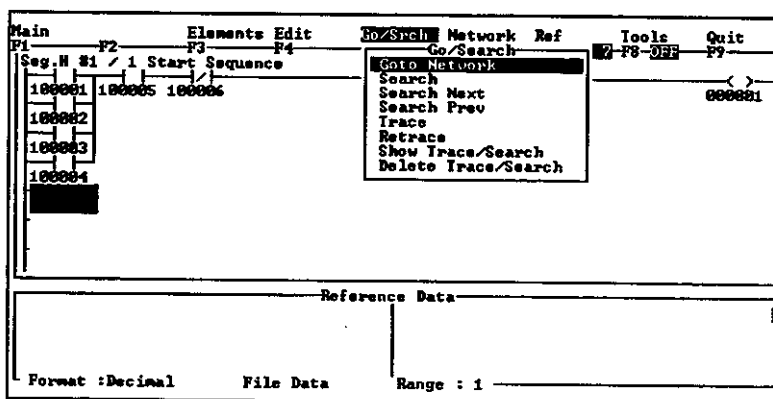 Main Elements Edit Go/Srch Network Ref Tools Quit
F1 F2 F3 F4 Go/Search 7 F8-OFF F9
Seg.H #1 / 1 Start Sequence
Goto Network
Search
Search Next
Search Prev
Trace
Retrace
Show Trace/Search
Delete Trace/Search
100001 100005 100006 000001
100002
100003
100004
Reference Data
Format :Decimal File Data Range : 1